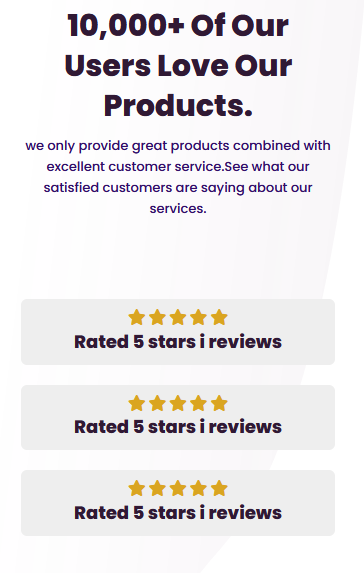 10,000+ Of Our
Users Love Our
Products.
we only provide great products combined with
excellent customer service.See what our
satisfied customers are saying about our
services.
Rated 5 stars i reviews
Rated 5 stars i reviews
Rated 5 stars i reviews